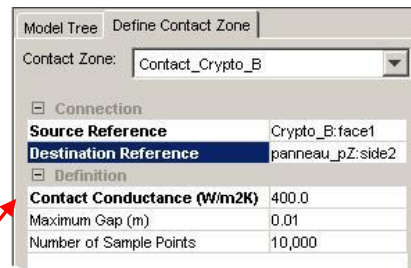 Model Tree Define Contact Zone
Contact Zone: Contact_Crypto_B
Connection
Source Reference Crypto_B:face1
Destination Reference panneau_pZ:side2
Definition
Contact Conductance (W/m2K) 400.0
Maximum Gap (m) 0.01
Number of Sample Points 10,000